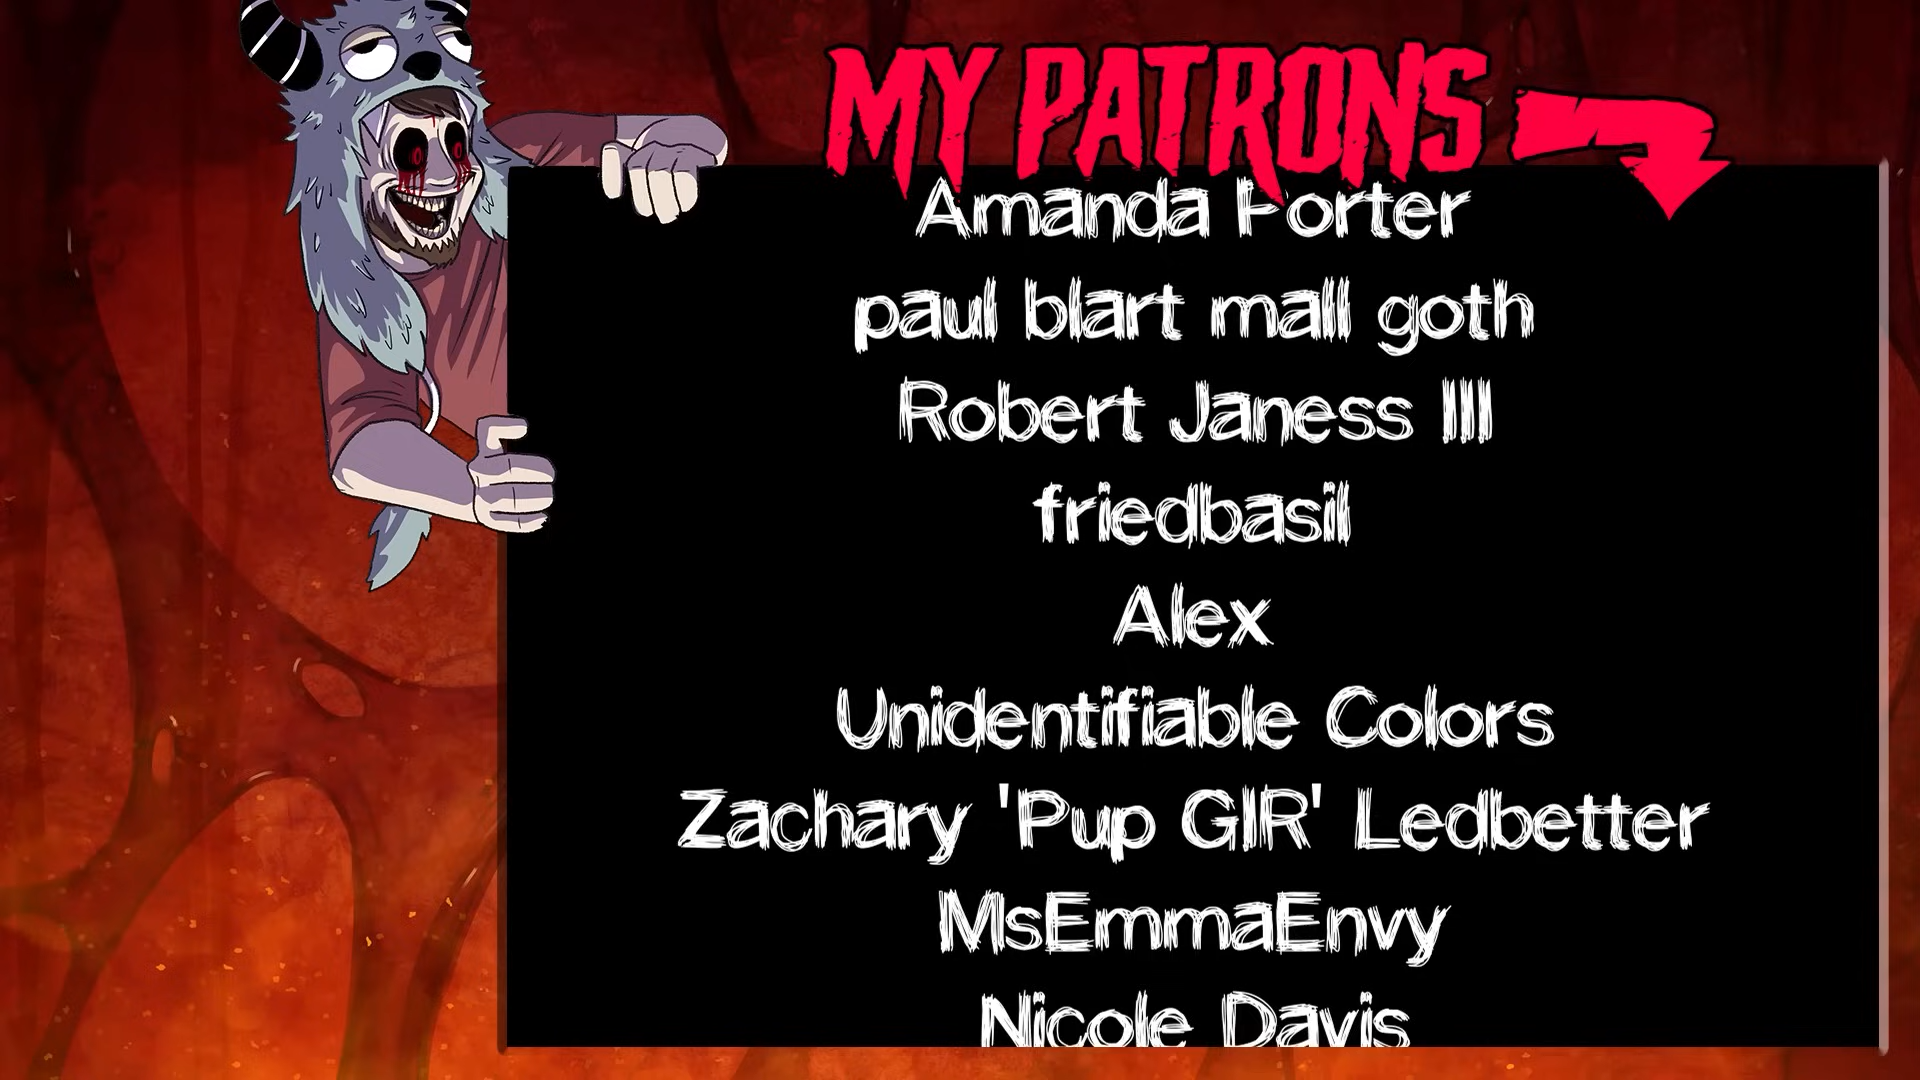 MY PATRONS
Amanda Porter
paul blart mall goth
Robert Janess III
friedbasil
Alex
Unidentifiable Colors
Zachary 'Pup GIR' Ledbetter
MsEmmaEnvy
Nicole Davis